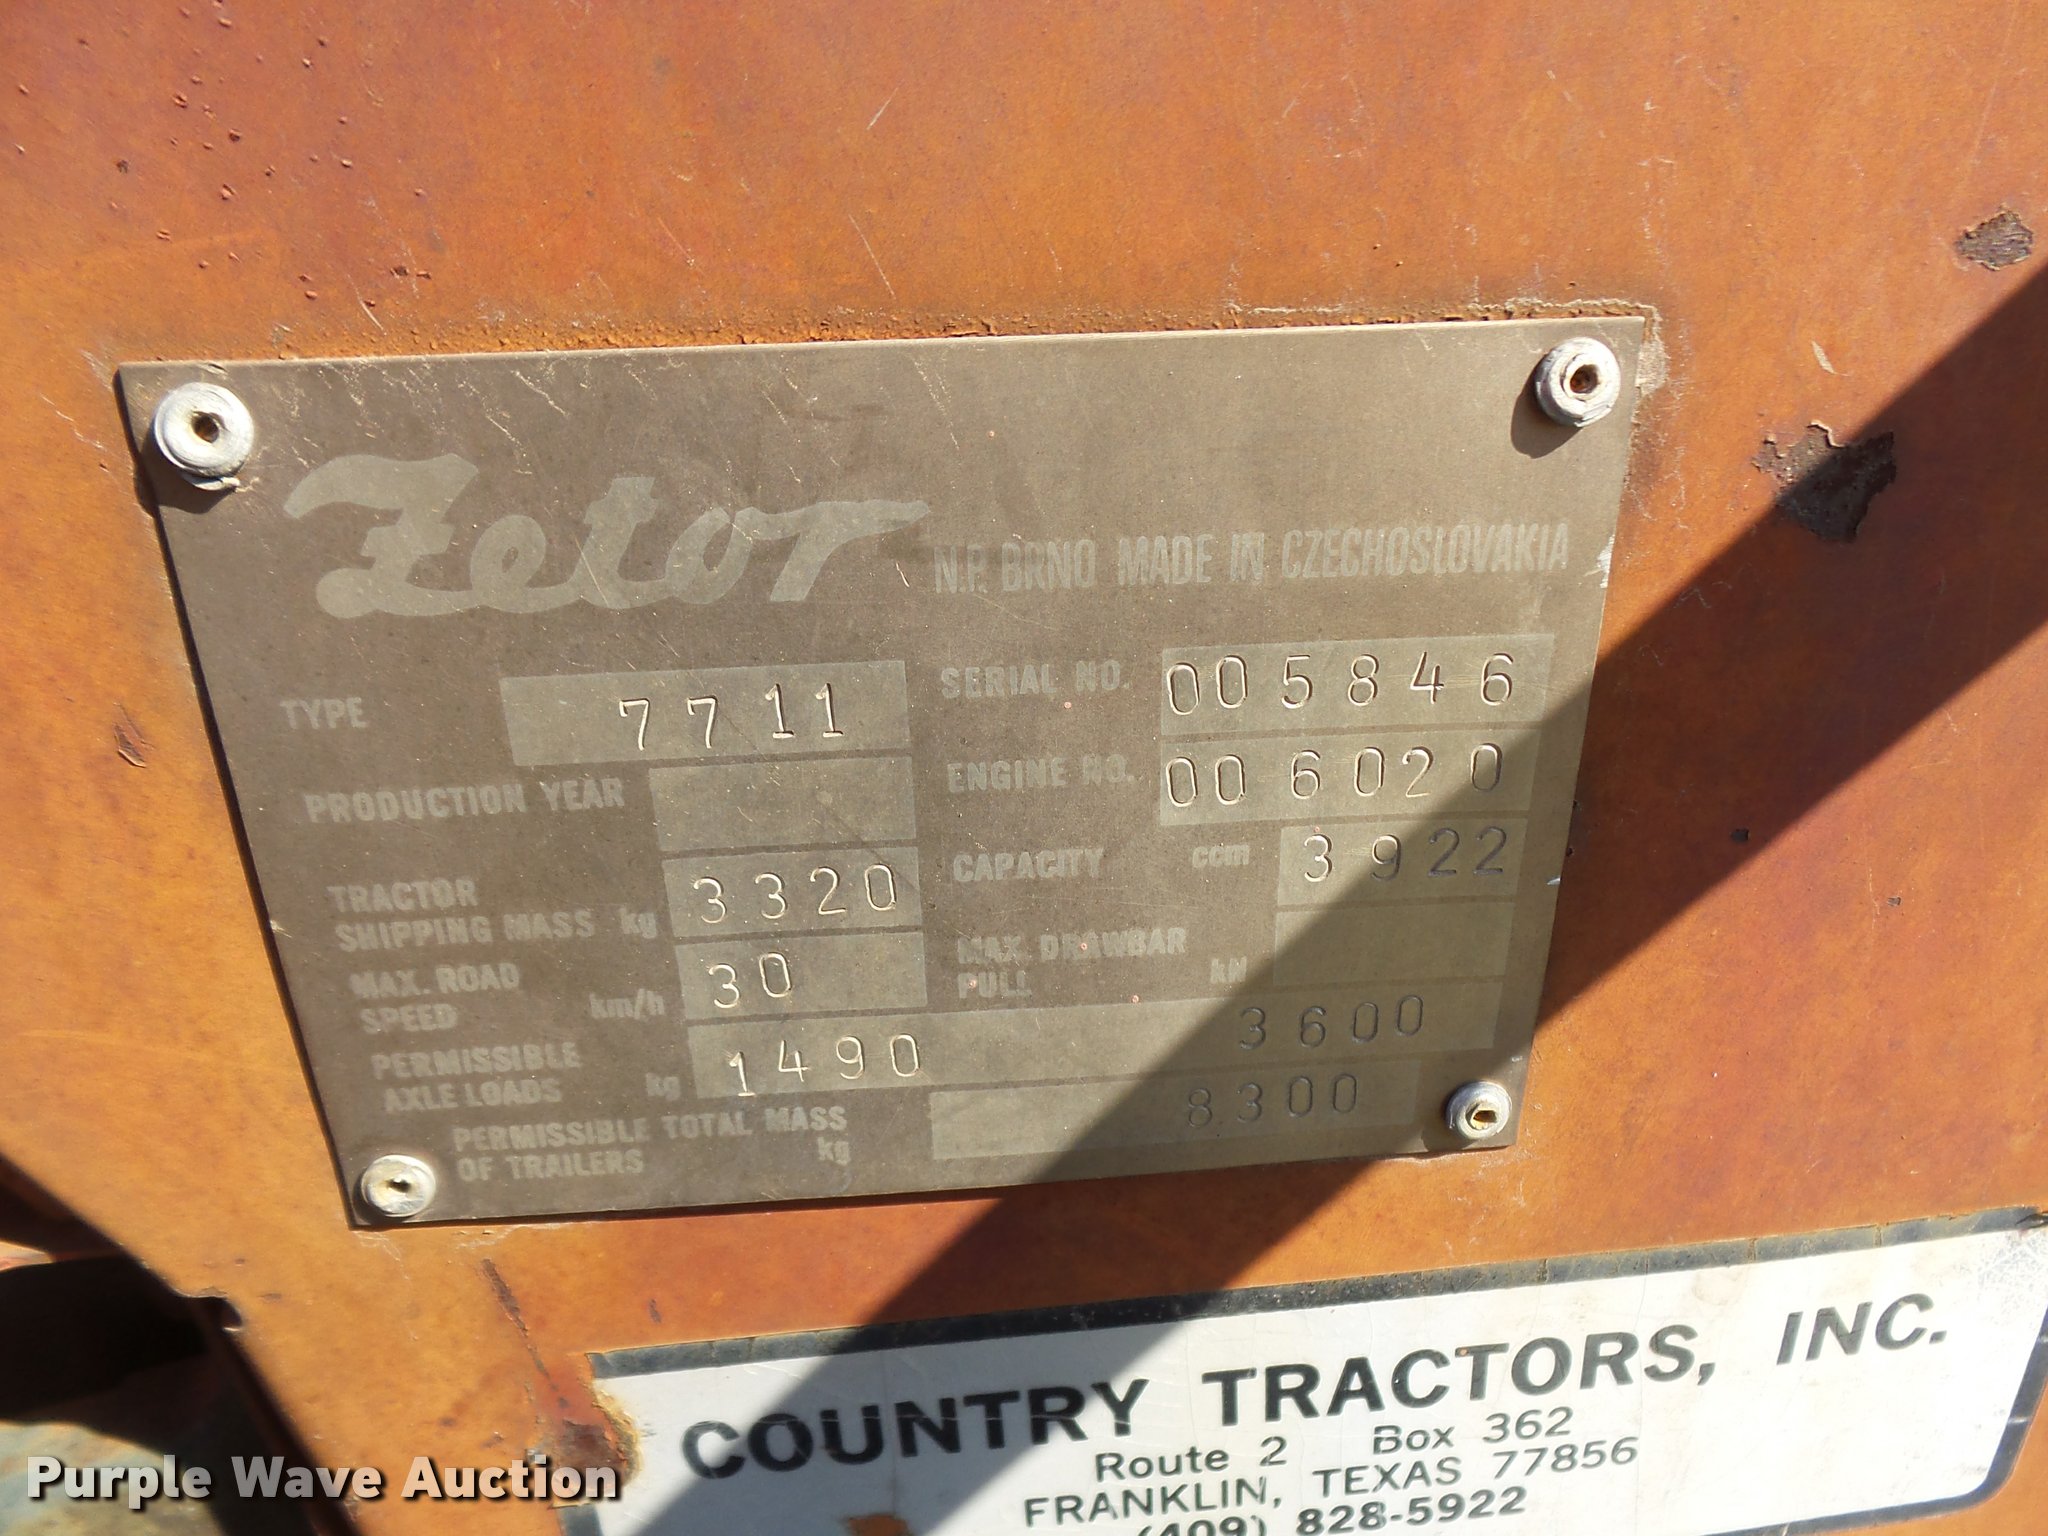 Zetor N.P. BRNO MADE IN CZECHOSLOVAKIA
TYPE 7711
PRODUCTION YEAR
TRACTOR
SHIPPING MASS kg 3320
MAX. ROAD
SPEED km/h 30
PERMISSIBLE
AXLE LOADS kg 1490 3600
PERMISSIBLE TOTAL MASS
OF TRAILERS kg 8300
SERIAL NO. 005846
ENGINE NO. 006020
CAPACITY ccm 3922
MAX. DRAWBAR
PULL kN
COUNTRY TRACTORS, INC.
Route 2 Box 362
FRANKLIN, TEXAS 77856
(409) 828-5922
Purple Wave Auction